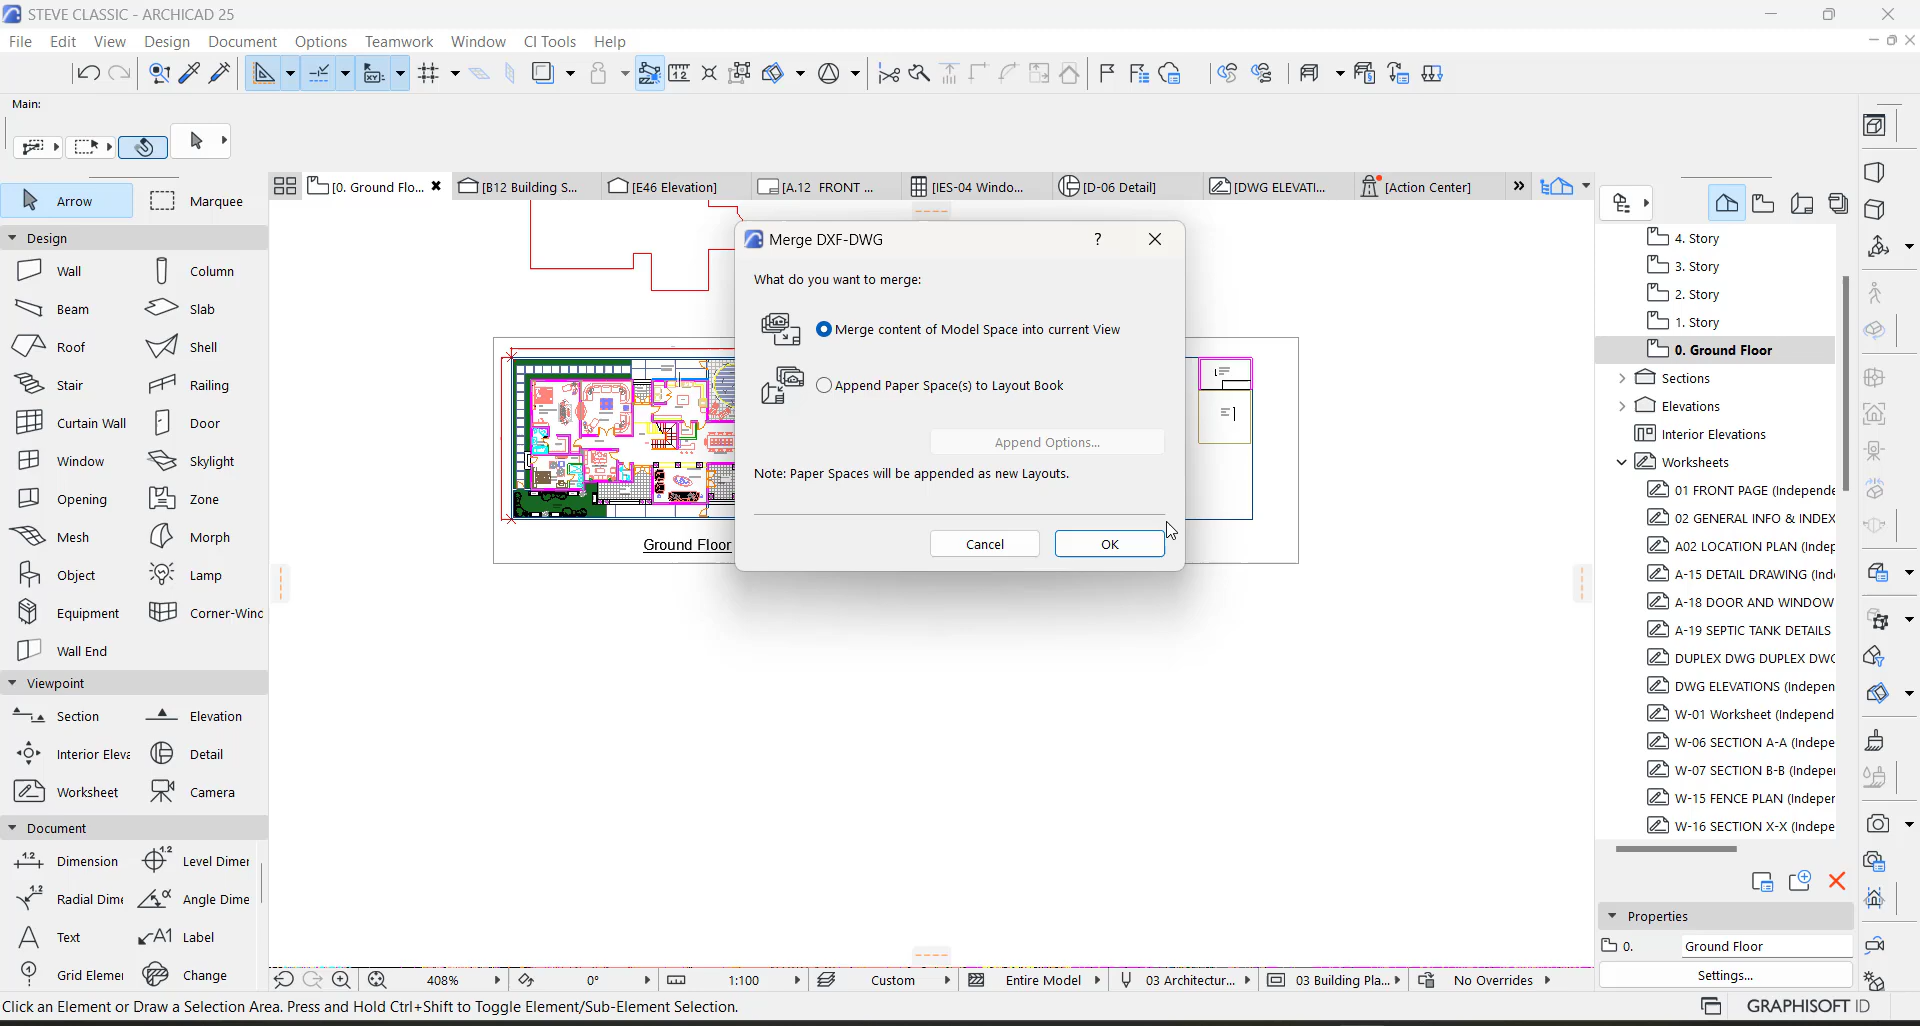 STEVE CLASSIC - ARCHICAD 25
File Edit View Design Document Options Teamwork Window CI Tools Help
Main:
[0. Ground Flo... [B12 Building S... [E46 Elevation] [A.12 FRONT ... [IES-04 Windo... [D-06 Detail] [DWG ELEVATI... [Action Center]
Arrow Marquee
Design
Wall Column
Beam Slab
Roof Shell
Stair Railing
Curtain Wall Door
Window Skylight
Opening Zone
Mesh Morph
Object Lamp
Equipment Corner-Winc
Wall End
Viewpoint
Section Elevation
Interior Eleva Detail
Worksheet Camera
Document
Dimension Level Dimer
Radial Dime Angle Dime
Text Label
Grid Elemer Change
Ground Floor
Merge DXF-DWG ?
What do you want to merge:
Merge content of Model Space into current View
Append Paper Space(s) to Layout Book
Append Options...
Note: Paper Spaces will be appended as new Layouts.
Cancel OK
4. Story
3. Story
2. Story
1. Story
0. Ground Floor
Sections
Elevations
Interior Elevations
Worksheets
01 FRONT PAGE (Independe
02 GENERAL INFO & INDEX
A02 LOCATION PLAN (Indep
A-15 DETAIL DRAWING (Ind
A-18 DOOR AND WINDOW
A-19 SEPTIC TANK DETAILS
DUPLEX DWG DUPLEX DWG
DWG ELEVATIONS (Indepen
W-01 Worksheet (Independ
W-06 SECTION A-A (Indepe
W-07 SECTION B-B (Indeper
W-15 FENCE PLAN (Indeper
W-16 SECTION X-X (Indepe
Properties
0. Ground Floor
Settings...
408% 0° 1:100 Custom Entire Model 03 Architectur... 03 Building Pla... No Overrides
Click an Element or Draw a Selection Area. Press and Hold Ctrl+Shift to Toggle Element/Sub-Element Selection.
GRAPHISOFT ID